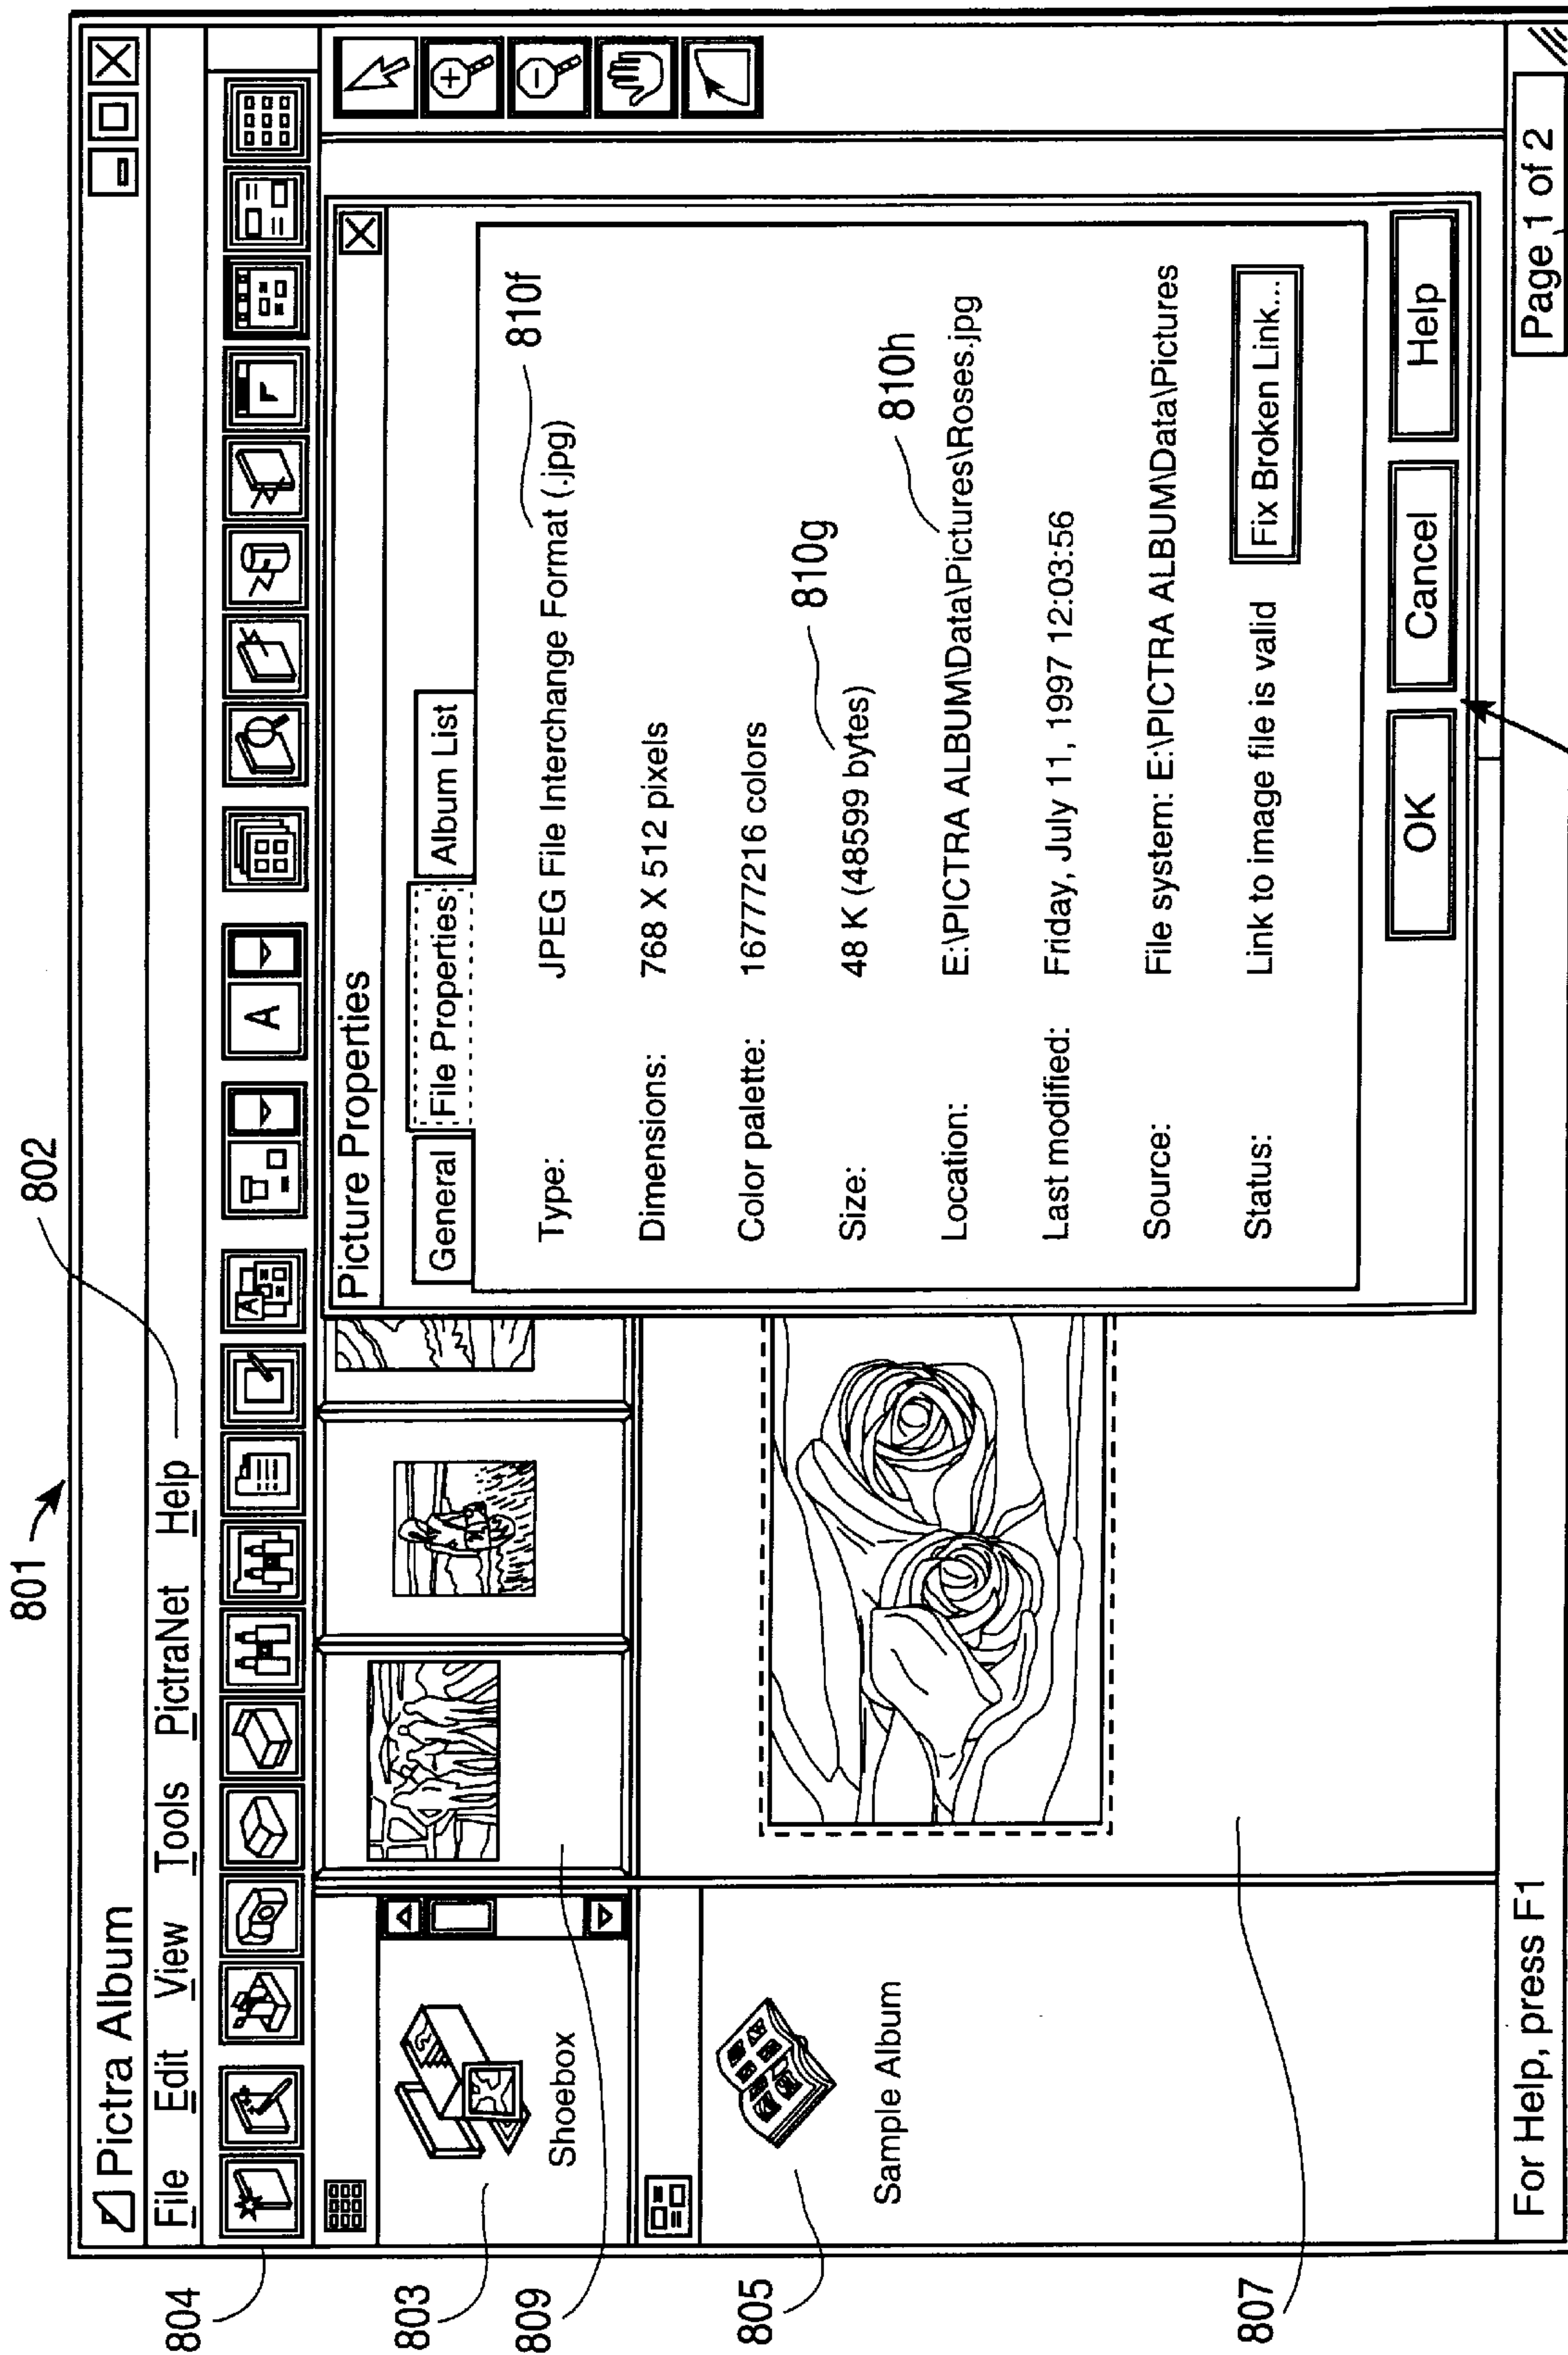 801
802
Pictra Album
File Edit View Tools PictraNet Help
804
A
A
803
Shoebox
809
805
Sample Album
807
Picture Properties
General File Properties Album List
Type: JPEG File Interchange Format (.jpg)
810f
Dimensions: 768 X 512 pixels
Color palette: 16777216 colors
Size: 48 K (48599 bytes)
810g
Location: E:\PICTRA ALBUM\Data\Pictures\Roses.jpg
810h
Last modified: Friday, July 11, 1997 12:03:56
Source: File system: E:\PICTRA ALBUM\Data\Pictures
Status: Link to image file is valid
Fix Broken Link...
OK Cancel Help
For Help, press F1
Page 1 of 2